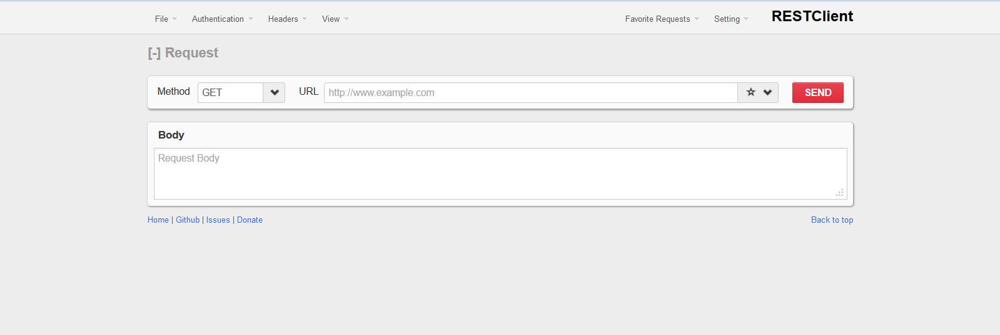 File Authentication Headers View Favorite Requests Setting RESTClient
[-] Request
Method GET URL http://www.example.com SEND
Body
Request Body
Home | Github | Issues | Donate Back to top